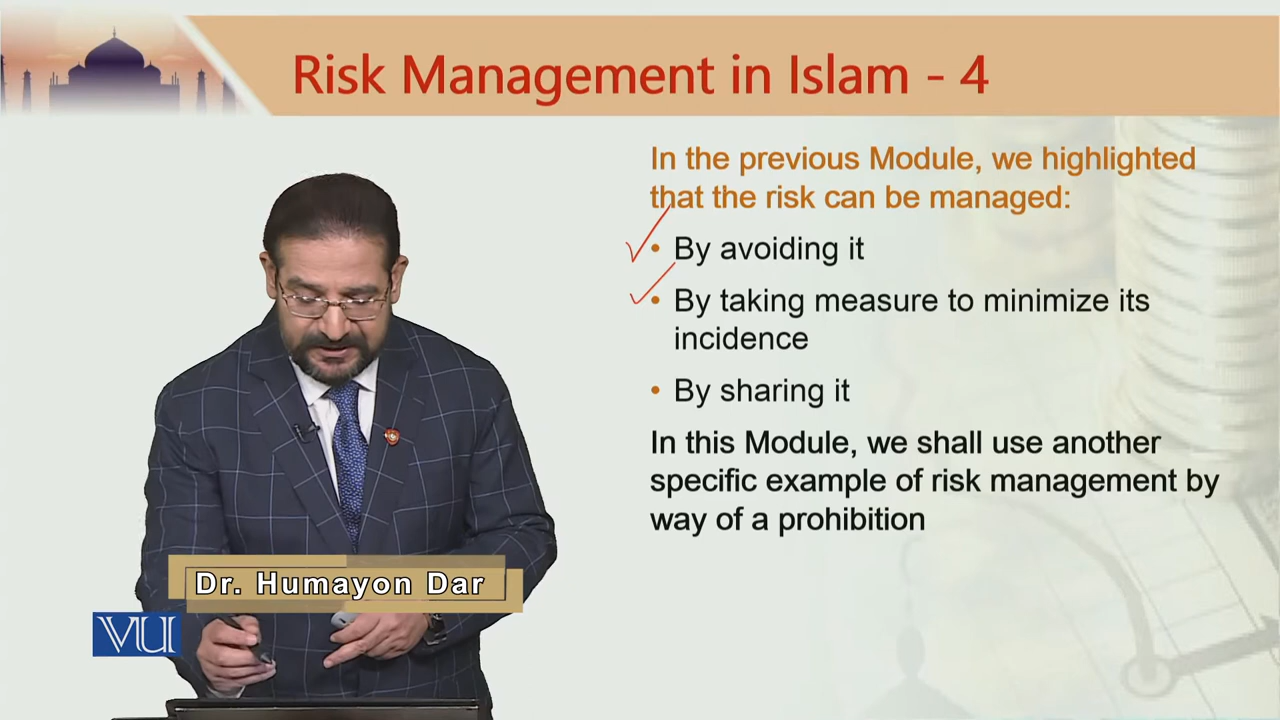 Risk Management in Islam - 4
In the previous Module, we highlighted
that the risk can be managed:
• By avoiding it
• By taking measure to minimize its
incidence
• By sharing it
In this Module, we shall use another
specific example of risk management by
way of a prohibition
Dr. Humayon Dar
VU